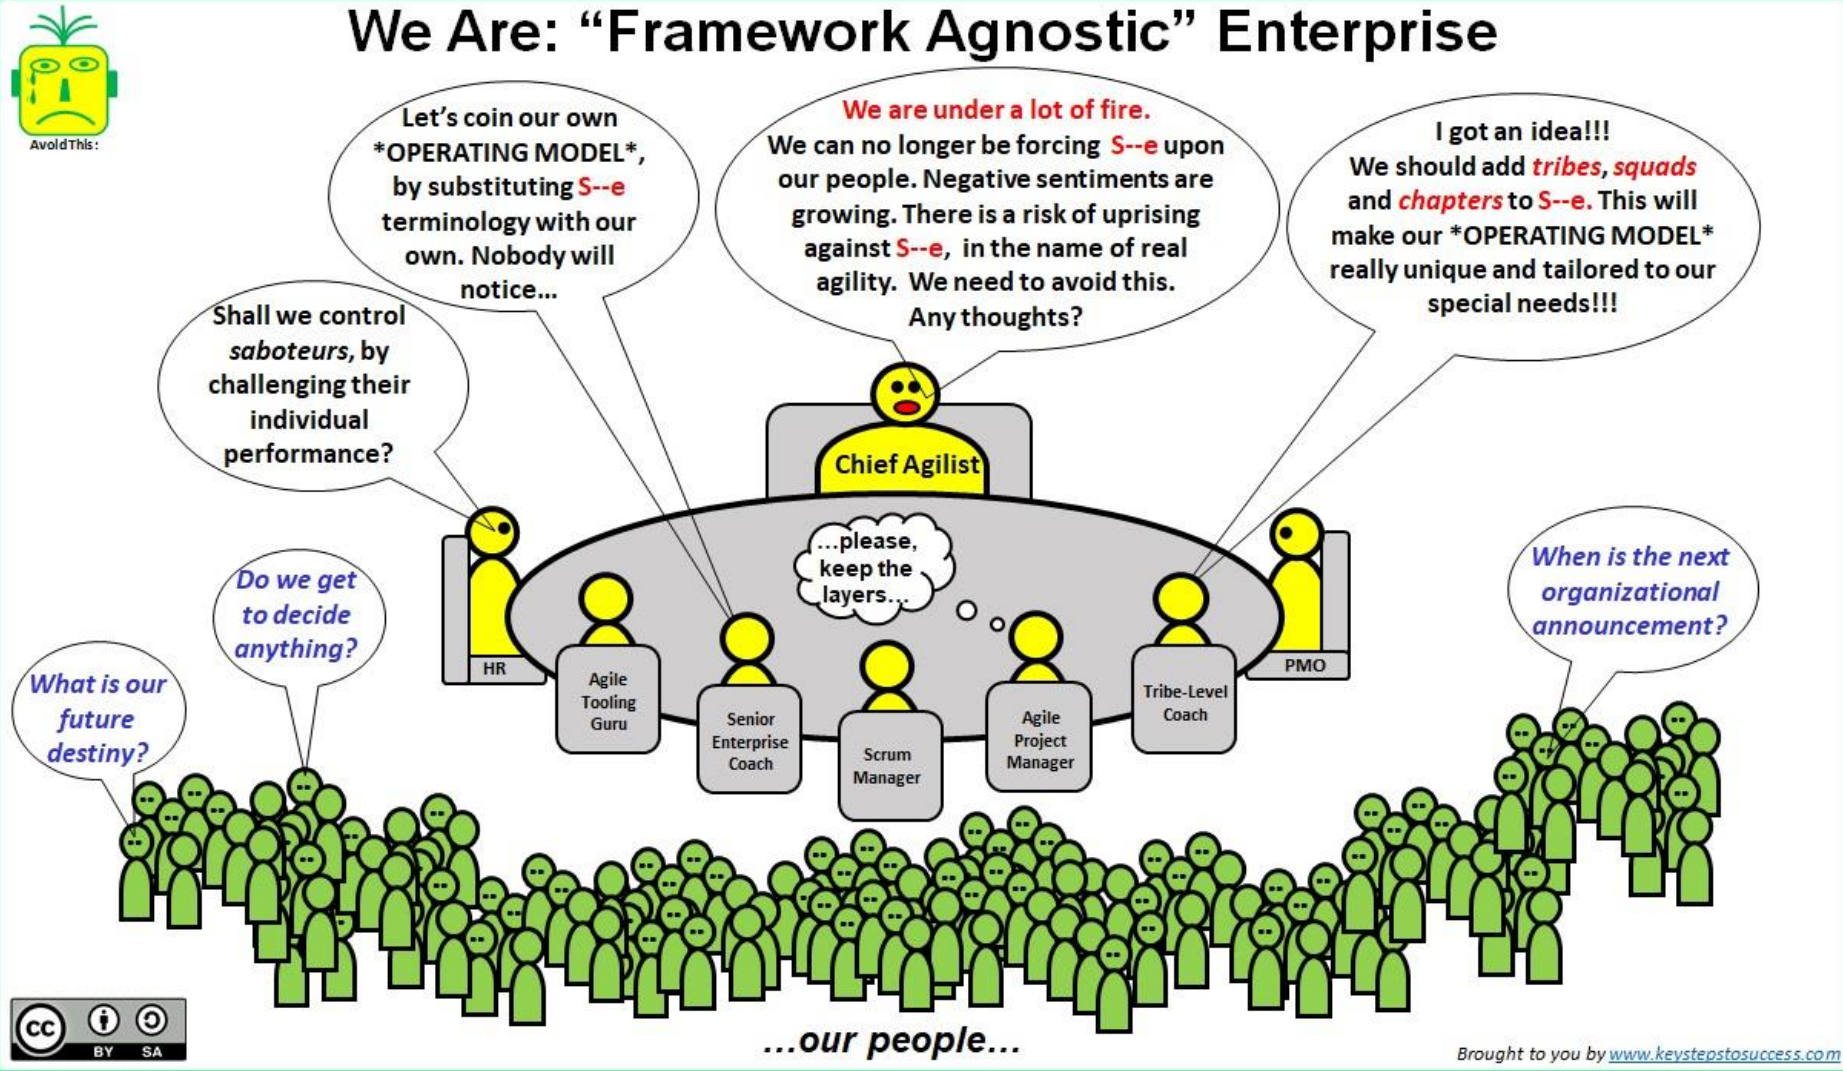 We Are: “Framework Agnostic” Enterprise
Avoid This:
Let’s coin our own
*OPERATING MODEL*,
by substituting S--e
terminology with our
own. Nobody will
notice...
We are under a lot of fire.
We can no longer be forcing S--e upon
our people. Negative sentiments are
growing. There is a risk of uprising
against S--e, in the name of real
agility. We need to avoid this.
Any thoughts?
I got an idea!!!
We should add tribes, squads
and chapters to S--e. This will
make our *OPERATING MODEL*
really unique and tailored to our
special needs!!!
Shall we control
saboteurs, by
challenging their
individual
performance?
Chief Agilist
...please,
keep the
layers...
HR
Agile
Tooling
Guru
Senior
Enterprise
Coach
Scrum
Manager
Agile
Project
Manager
Tribe-Level
Coach
PMO
Do we get
to decide
anything?
What is our
future
destiny?
When is the next
organizational
announcement?
...our people...
cc
BY SA
Brought to you by www.keystepstosuccess.com